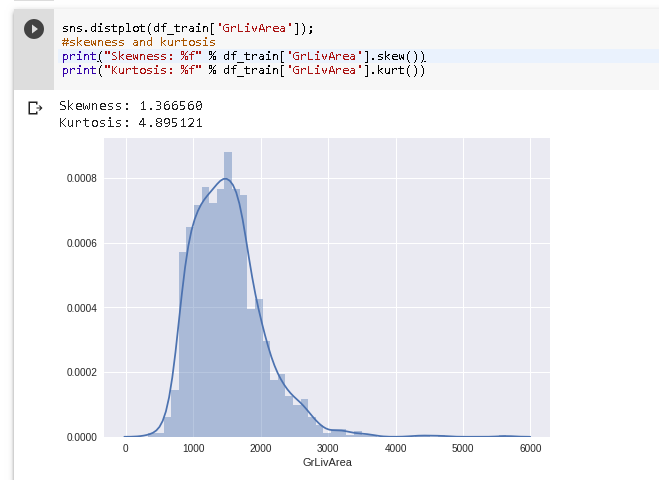 sns.distplot(df_train['GrLivArea']);
#skewness and kurtosis
print("Skewness: %f" % df_train['GrLivArea'].skew())
print("Kurtosis: %f" % df_train['GrLivArea'].kurt())
Skewness: 1.366560
Kurtosis: 4.895121
0.0008
0.0006
0.0004
0.0002
0.0000
0 1000 2000 3000 4000 5000 6000
GrLivArea